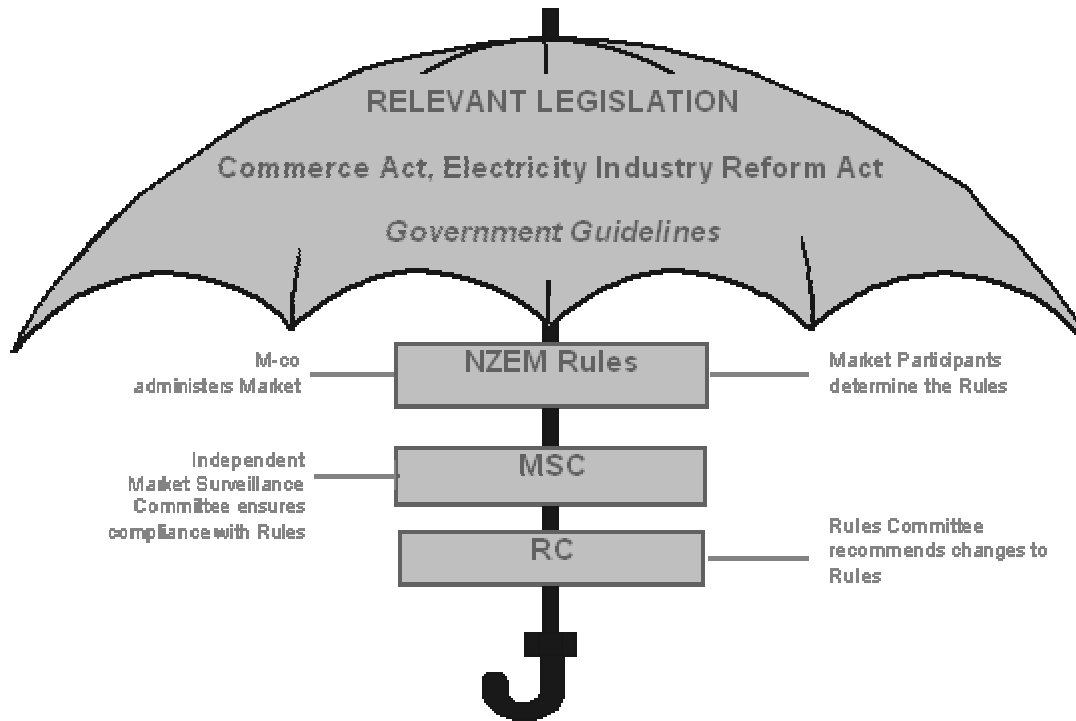 RELEVANT LEGISLATION
Commerce Act, Electricity Industry Reform Act
Government Guidelines
M-co
administers Market
NZEM Rules
Market Participants
determine the Rules
Independent
Market Surveillance
Committee ensures
compliance with Rules
MSC
RC
Rules Committee
recommends changes to
Rules